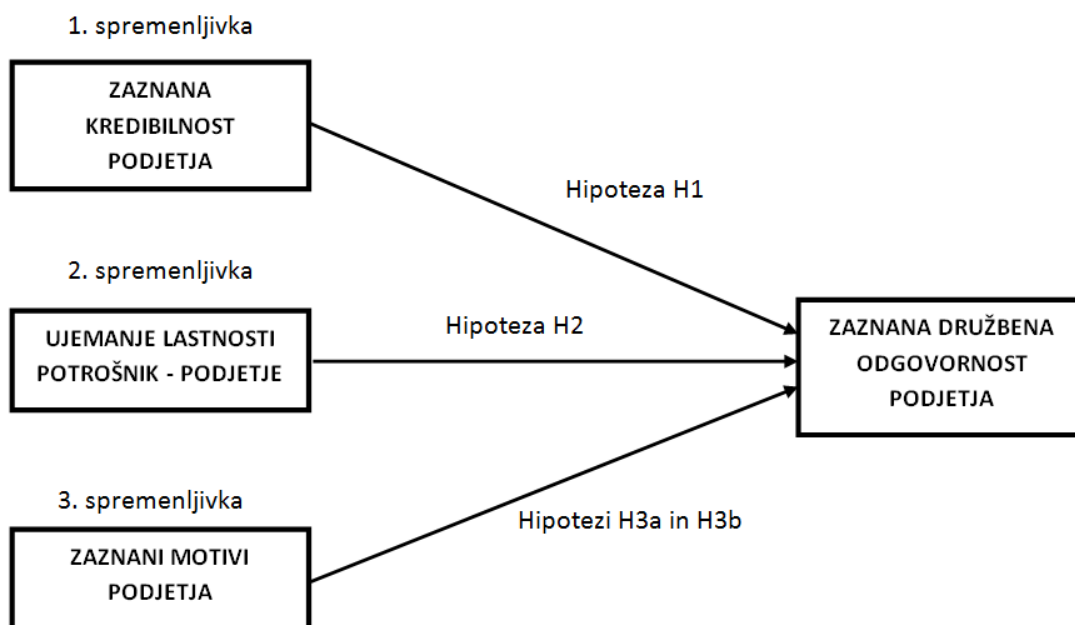 1. spremenljivka
ZAZNANA
KREDIBILNOST
PODJETJA
Hipoteza H1
2. spremenljivka
UJEMANJE LASTNOSTI
POTROŠNIK - PODJETJE
Hipoteza H2
ZAZNANA DRUŽBENA
ODGOVORNOST
PODJETJA
3. spremenljivka
ZAZNANI MOTIVI
PODJETJA
Hipotezi H3a in H3b